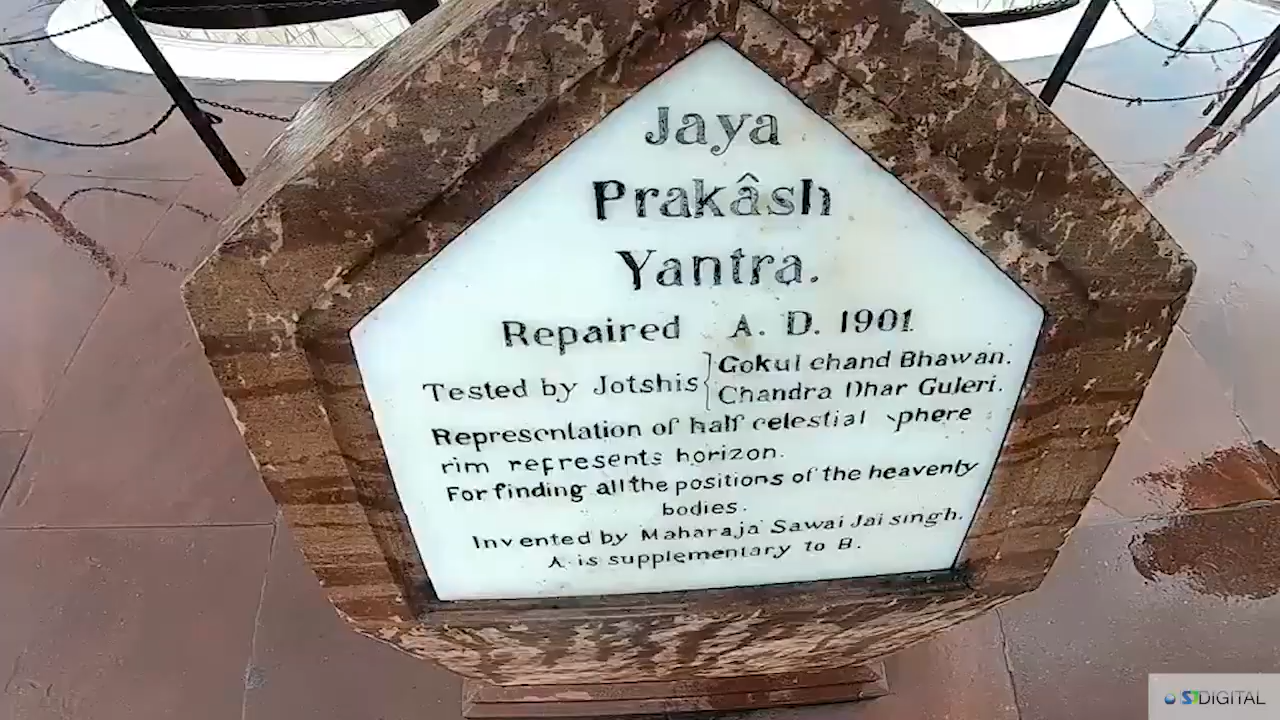 Jaya
Prakâsh
Yantra.
Repaired A. D. 1901
Tested by Jotshis { Gokul chand Bhawan.
Chandra Dhar Guleri.
Representation of half celestial sphere
rim represents horizon.
For finding all the positions of the heavenly
bodies.
Invented by Maharaja Sawai Jai singh.
A is supplementary to B.
SDIGITAL